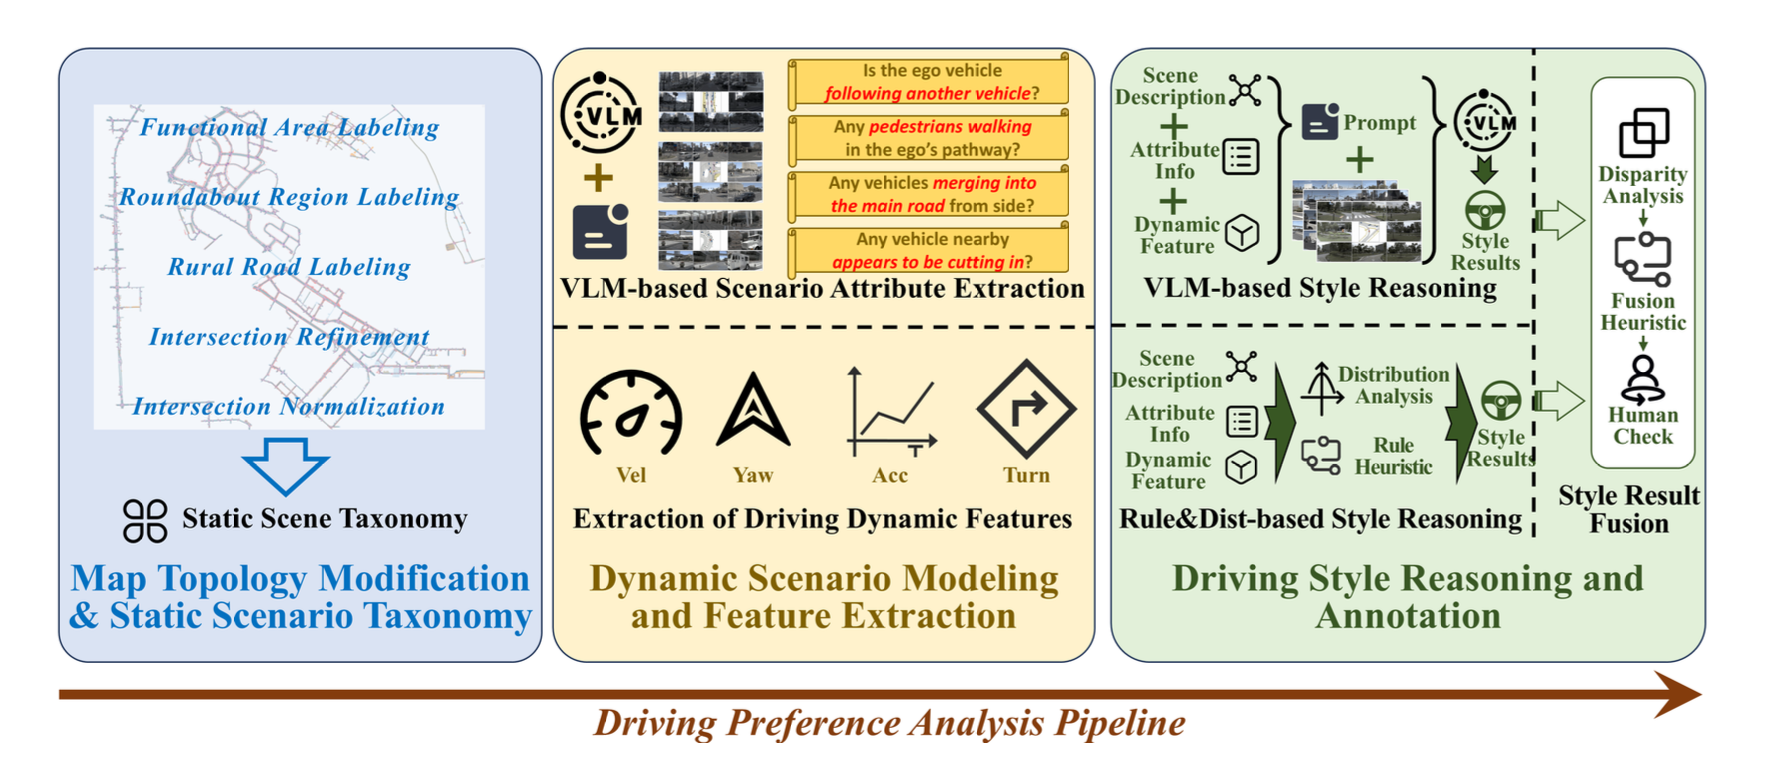 Functional Area Labeling
Roundabout Region Labeling
Rural Road Labeling
Intersection Refinement
Intersection Normalization
Static Scene Taxonomy
Map Topology Modification
& Static Scenario Taxonomy
VLM
+
Is the ego vehicle
following another vehicle?
Any pedestrians walking
in the ego's pathway?
Any vehicles merging into
the main road from side?
Any vehicle nearby
appears to be cutting in?
VLM-based Scenario Attribute Extraction
Vel
Yaw
Acc
T
Turn
Extraction of Driving Dynamic Features
Dynamic Scenario Modeling
and Feature Extraction
Scene
Description
+
Attribute
Info
+
Dynamic
Feature
Prompt
+
VLM
Style
Results
VLM-based Style Reasoning
Scene
Description
Attribute
Info
Dynamic
Feature
Distribution
Analysis
Rule
Heuristic
Style
Results
Rule&Dist-based Style Reasoning
Disparity
Analysis
Fusion
Heuristic
Human
Check
Style Result
Fusion
Driving Style Reasoning and
Annotation
Driving Preference Analysis Pipeline